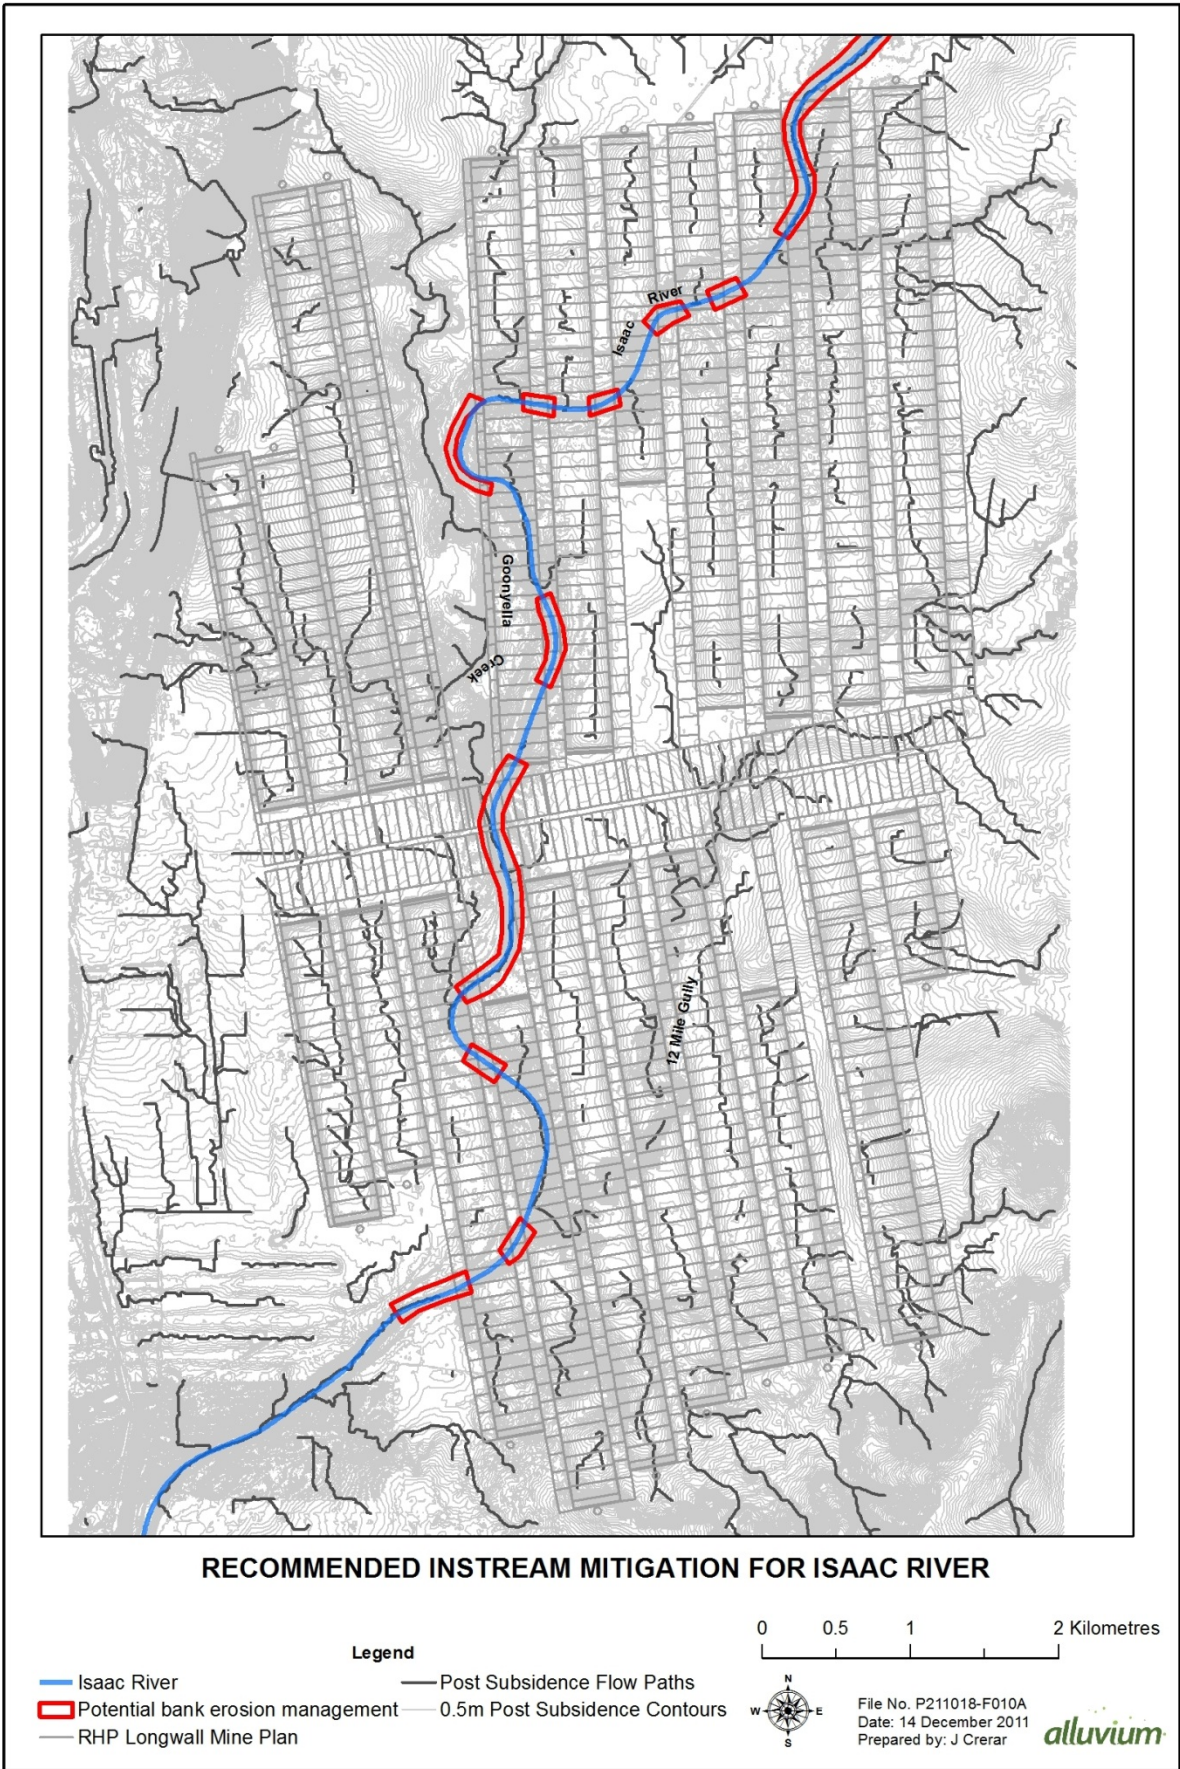 River
Isaac
Goonyella
Creek
12 Mile Gully
RECOMMENDED INSTREAM MITIGATION FOR ISAAC RIVER
0 0.5 1 2 Kilometres
Legend
Isaac River
Potential bank erosion management
RHP Longwall Mine Plan
Post Subsidence Flow Paths
0.5m Post Subsidence Contours
N
W E
S
File No. P211018-F010A
Date: 14 December 2011
Prepared by: J Crerar
alluvium